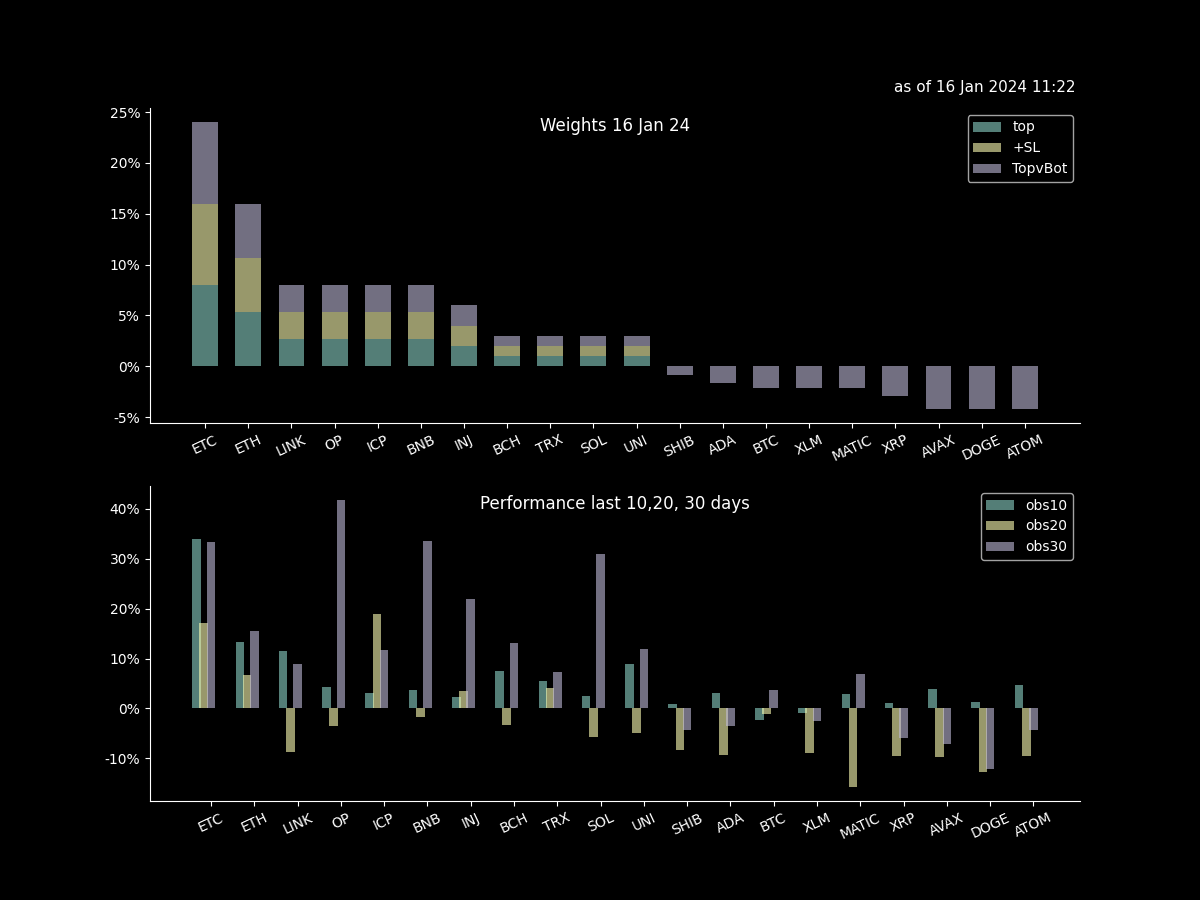 as of 16 Jan 2024 11:22
Weights 16 Jan 24
top
+SL
TopvBot
25%
20%
15%
10%
5%
0%
-5%
ETC ETH LINK OP ICP BNB INJ BCH TRX SOL UNI SHIB ADA BTC XLM MATIC XRP AVAX DOGE ATOM
Performance last 10,20, 30 days
obs10
obs20
obs30
40%
30%
20%
10%
0%
-10%
ETC ETH LINK OP ICP BNB INJ BCH TRX SOL UNI SHIB ADA BTC XLM MATIC XRP AVAX DOGE ATOM